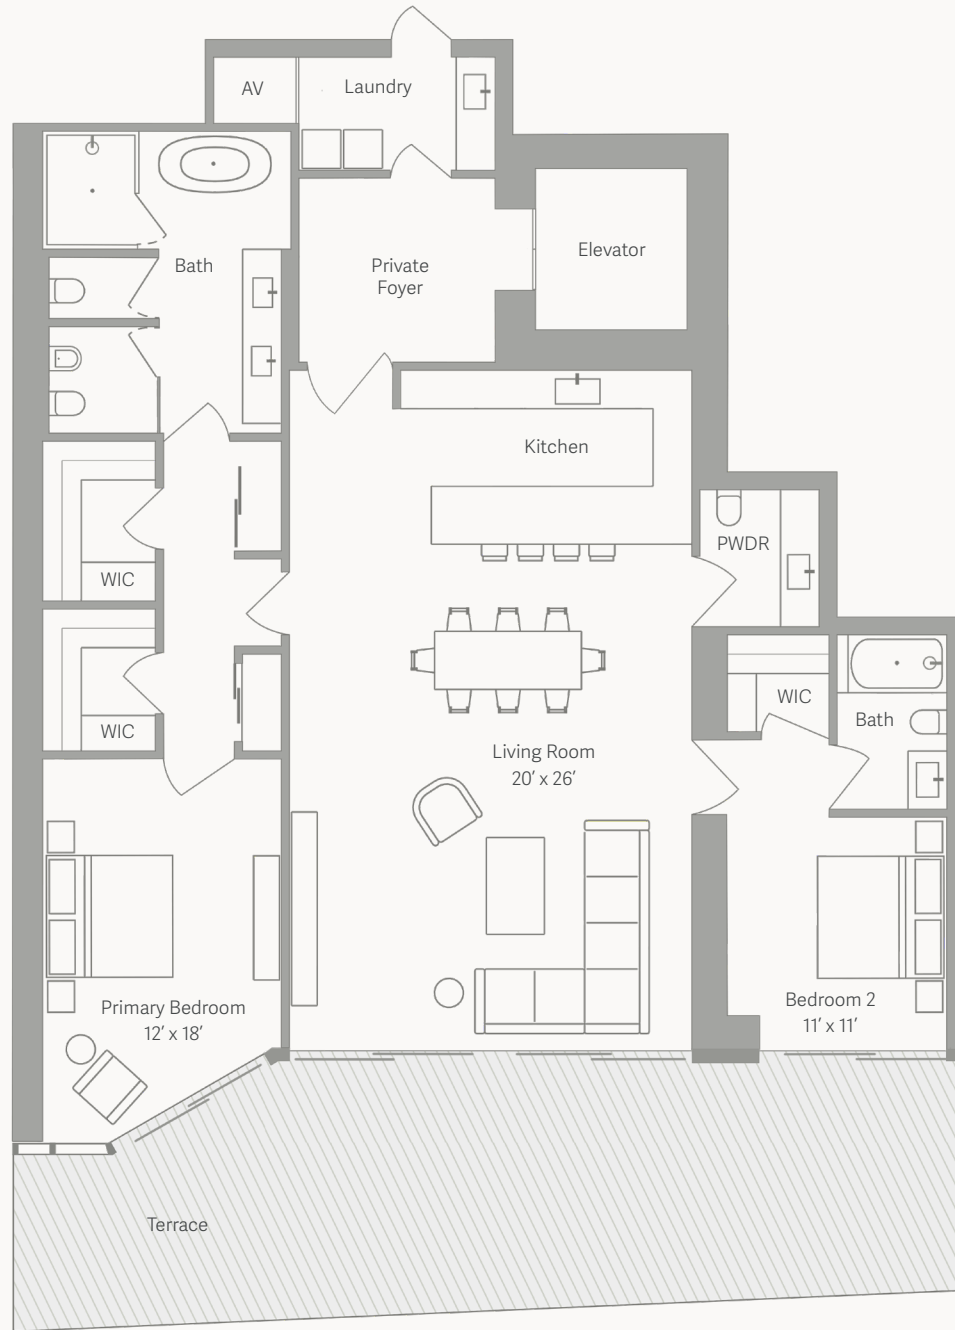 AV
Laundry
Bath
Private
Foyer
Elevator
Kitchen
PWDR
WIC
WIC
WIC
Bath
Living Room
20’ x 26’
Primary Bedroom
12’ x 18’
Bedroom 2
11’ x 11’
Terrace